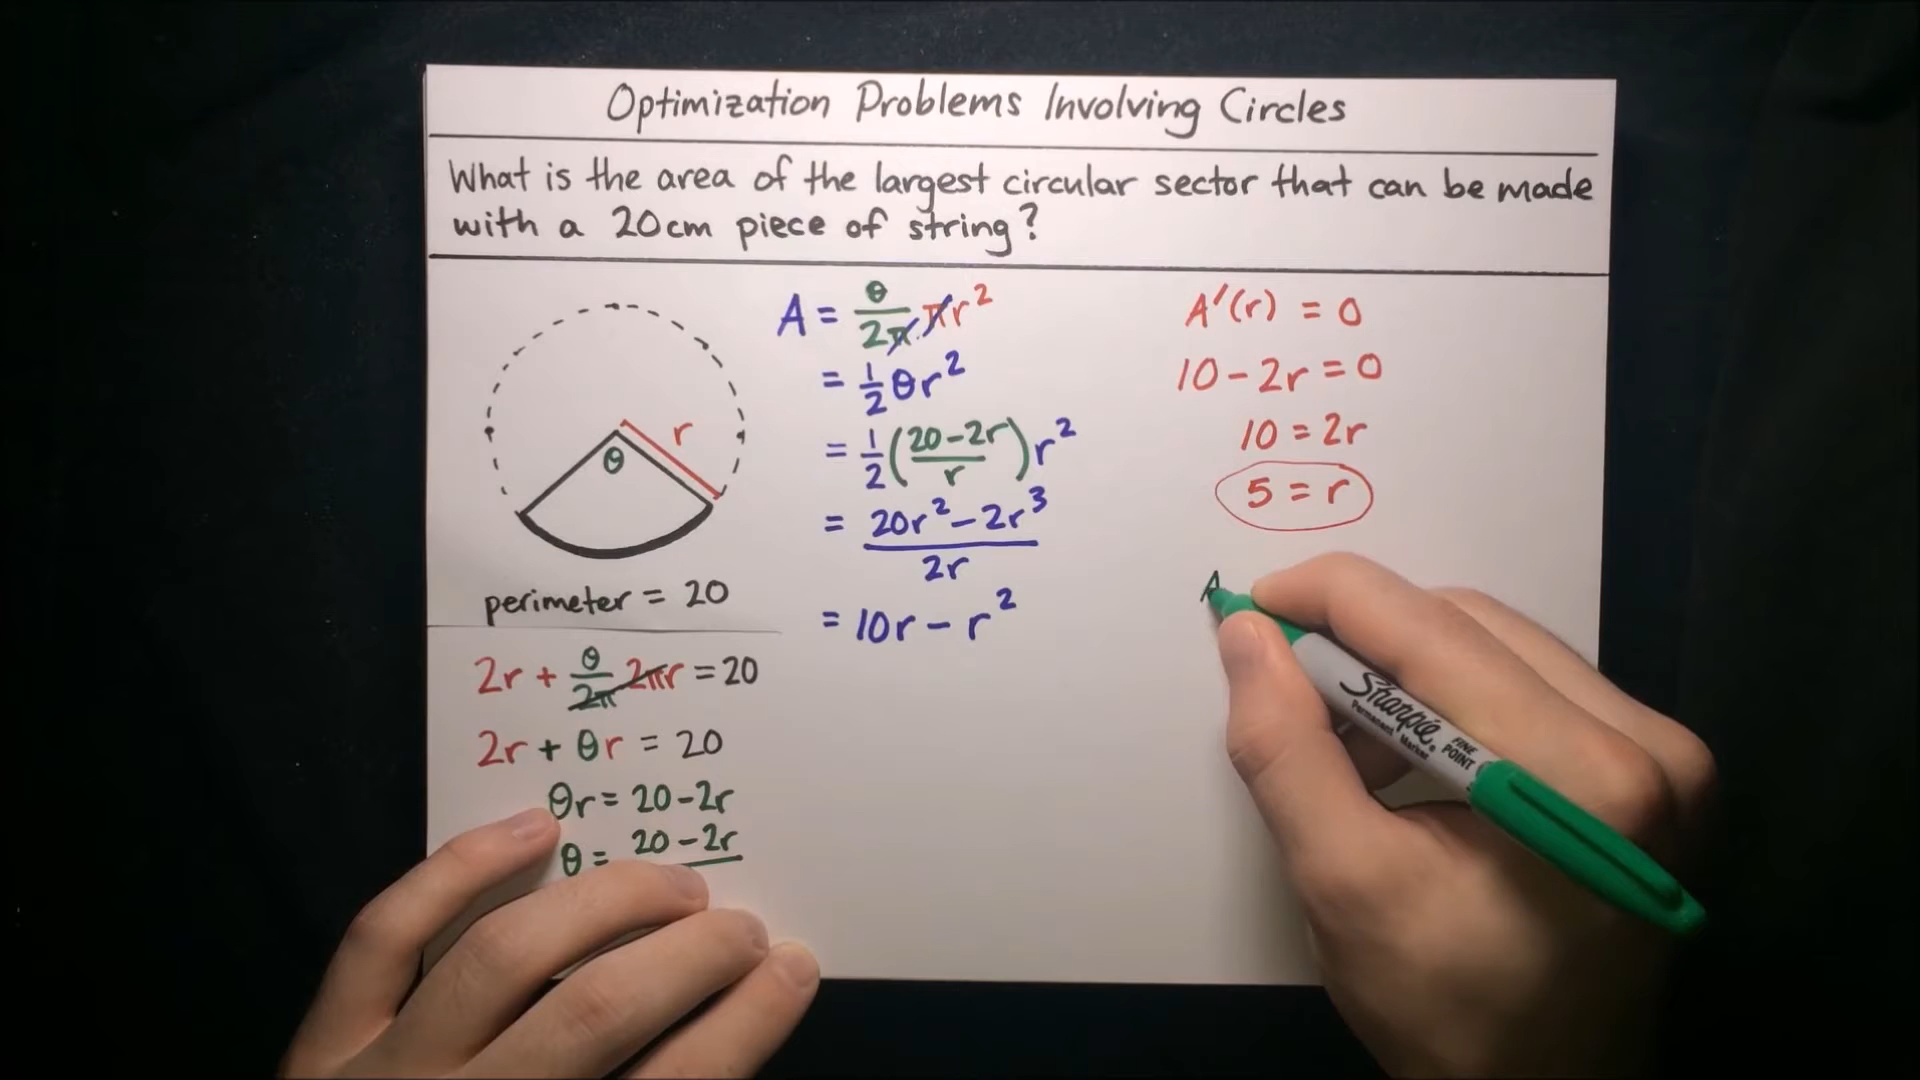 Optimization Problems Involving Circles
What is the area of the largest circular sector that can be made
with a 20cm piece of string?
r
θ
perimeter = 20
2r + θ/2π 2πr = 20
2r + θr = 20
θr = 20 - 2r
θ = 20 - 2r
A = θ/2π πr²
= 1/2 θr²
= 1/2 (20-2r/r) r²
= 20r² - 2r³/2r
= 10r - r²
A'(r) = 0
10 - 2r = 0
10 = 2r
5 = r
A
Sharpie
Permanent Marker
FINE
POINT